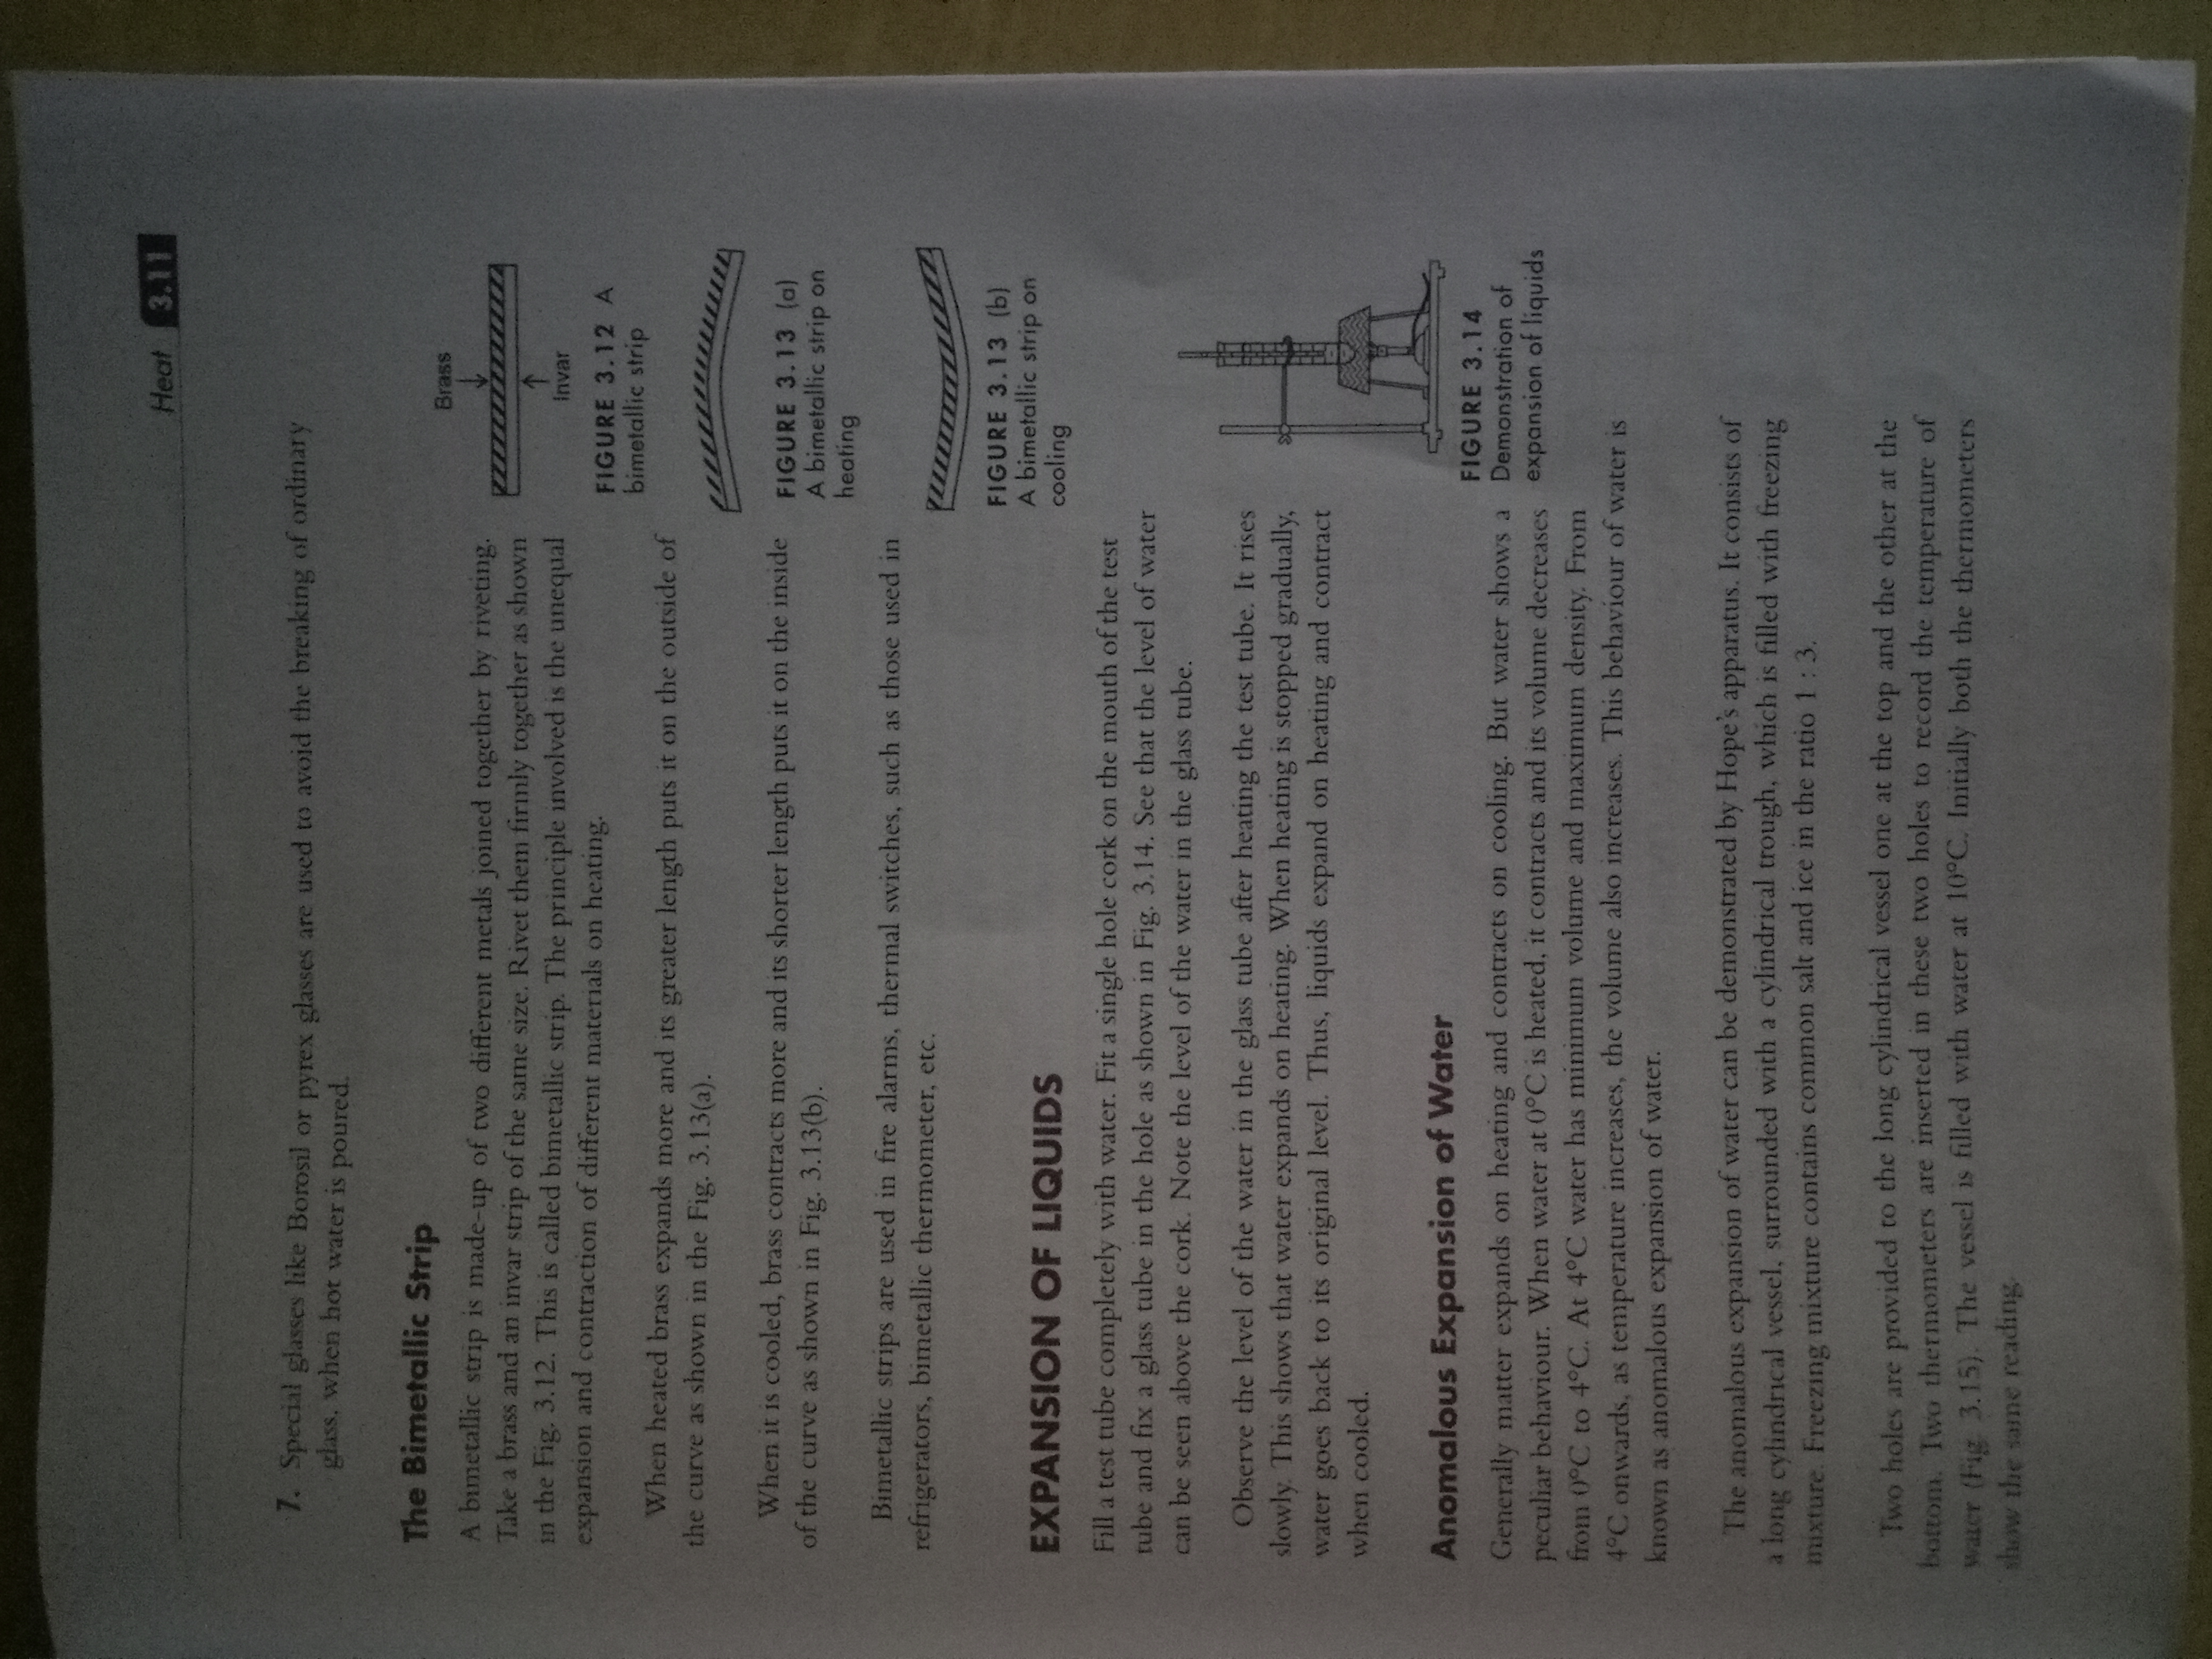 Heat 3.11
7. Special glasses like Borosil or pyrex glasses are used to avoid the breaking of ordinary
glass, when hot water is poured.
The Bimetallic Strip
A bimetallic strip is made-up of two different metals joined together by riveting.
Take a brass and an invar strip of the same size. Rivet them firmly together as shown
in the Fig. 3.12. This is called bimetallic strip. The principle involved is the unequal
expansion and contraction of different materials on heating.
When heated brass expands more and its greater length puts it on the outside of
the curve as shown in the Fig. 3.13(a).
When it is cooled, brass contracts more and its shorter length puts it on the inside
of the curve as shown in Fig. 3.13(b).
Bimetallic strips are used in fire alarms, thermal switches, such as those used in
refrigerators, bimetallic thermometer, etc.
Brass
Invar
FIGURE 3.12 A
bimetallic strip
FIGURE 3.13 (a)
A bimetallic strip on
heating
FIGURE 3.13 (b)
A bimetallic strip on
cooling
EXPANSION OF LIQUIDS
Fill a test tube completely with water. Fit a single hole cork on the mouth of the test
tube and fix a glass tube in the hole as shown in Fig. 3.14. See that the level of water
can be seen above the cork. Note the level of the water in the glass tube.
Observe the level of the water in the glass tube after heating the test tube. It rises
slowly. This shows that water expands on heating. When heating is stopped gradually,
water goes back to its original level. Thus, liquids expand on heating and contract
when cooled.
FIGURE 3.14
Demonstration of
expansion of liquids
Anomalous Expansion of Water
Generally matter expands on heating and contracts on cooling. But water shows a
peculiar behaviour. When water at 0°C is heated, it contracts and its volume decreases
from 0°C to 4°C. At 4°C water has minimum volume and maximum density. From
4°C onwards, as temperature increases, the volume also increases. This behaviour of water is
known as anomalous expansion of water.
The anomalous expansion of water can be demonstrated by Hope's apparatus. It consists of
a long cylindrical vessel, surrounded with a cylindrical trough, which is filled with freezing
mixture. Freezing mixture contains common salt and ice in the ratio 1 : 3.
Two holes are provided to the long cylindrical vessel one at the top and the other at the
bottom. Two thermometers are inserted in these two holes to record the temperature of
water (Fig. 3.15). The vessel is filled with water at 10°C. Initially both the thermometers
show the same reading.